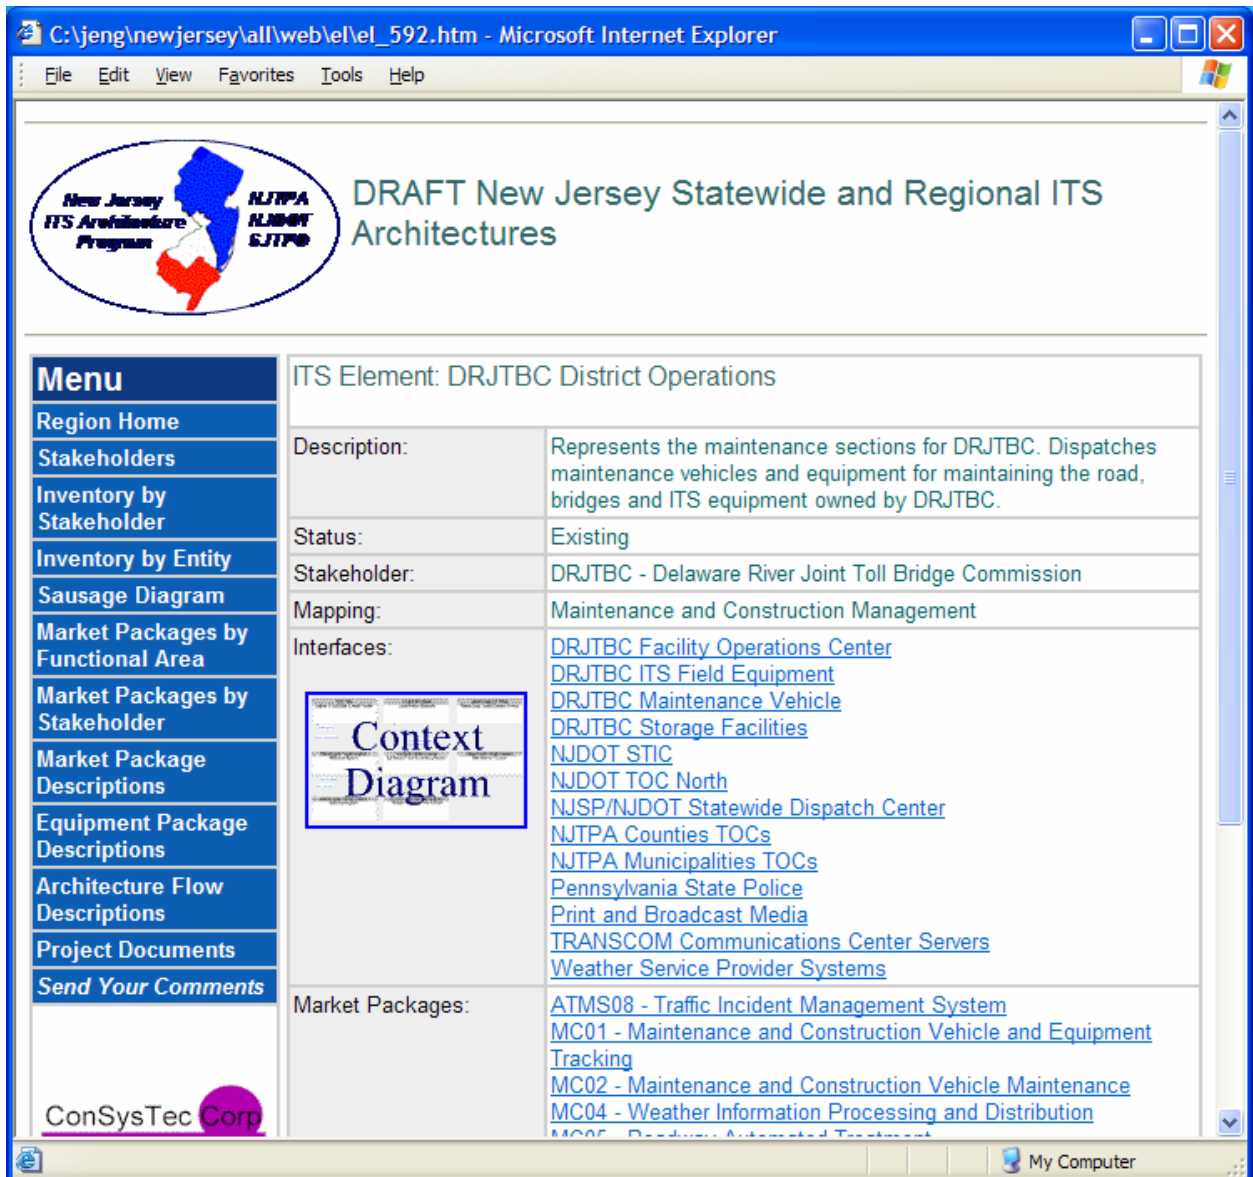 C:\jeng\newjersey\all\web\el\el_592.htm - Microsoft Internet Explorer
File Edit View Favorites Tools Help
New Jersey
ITS Architecture
Program
NJTPA
NJDOT
SJTPO
DRAFT New Jersey Statewide and Regional ITS
Architectures
Menu
Region Home
Stakeholders
Inventory by
Stakeholder
Inventory by Entity
Sausage Diagram
Market Packages by
Functional Area
Market Packages by
Stakeholder
Market Package
Descriptions
Equipment Package
Descriptions
Architecture Flow
Descriptions
Project Documents
Send Your Comments
ConSysTec Corp
ITS Element: DRJTBC District Operations
Description:
Represents the maintenance sections for DRJTBC. Dispatches
maintenance vehicles and equipment for maintaining the road,
bridges and ITS equipment owned by DRJTBC.
Status:
Existing
Stakeholder:
DRJTBC - Delaware River Joint Toll Bridge Commission
Mapping:
Maintenance and Construction Management
Interfaces:
Context
Diagram
DRJTBC Facility Operations Center
DRJTBC ITS Field Equipment
DRJTBC Maintenance Vehicle
DRJTBC Storage Facilities
NJDOT STIC
NJDOT TOC North
NJSP/NJDOT Statewide Dispatch Center
NJTPA Counties TOCs
NJTPA Municipalities TOCs
Pennsylvania State Police
Print and Broadcast Media
TRANSCOM Communications Center Servers
Weather Service Provider Systems
Market Packages:
ATMS08 - Traffic Incident Management System
MC01 - Maintenance and Construction Vehicle and Equipment
Tracking
MC02 - Maintenance and Construction Vehicle Maintenance
MC04 - Weather Information Processing and Distribution
MC05 - Roadway Automated Treatment
My Computer